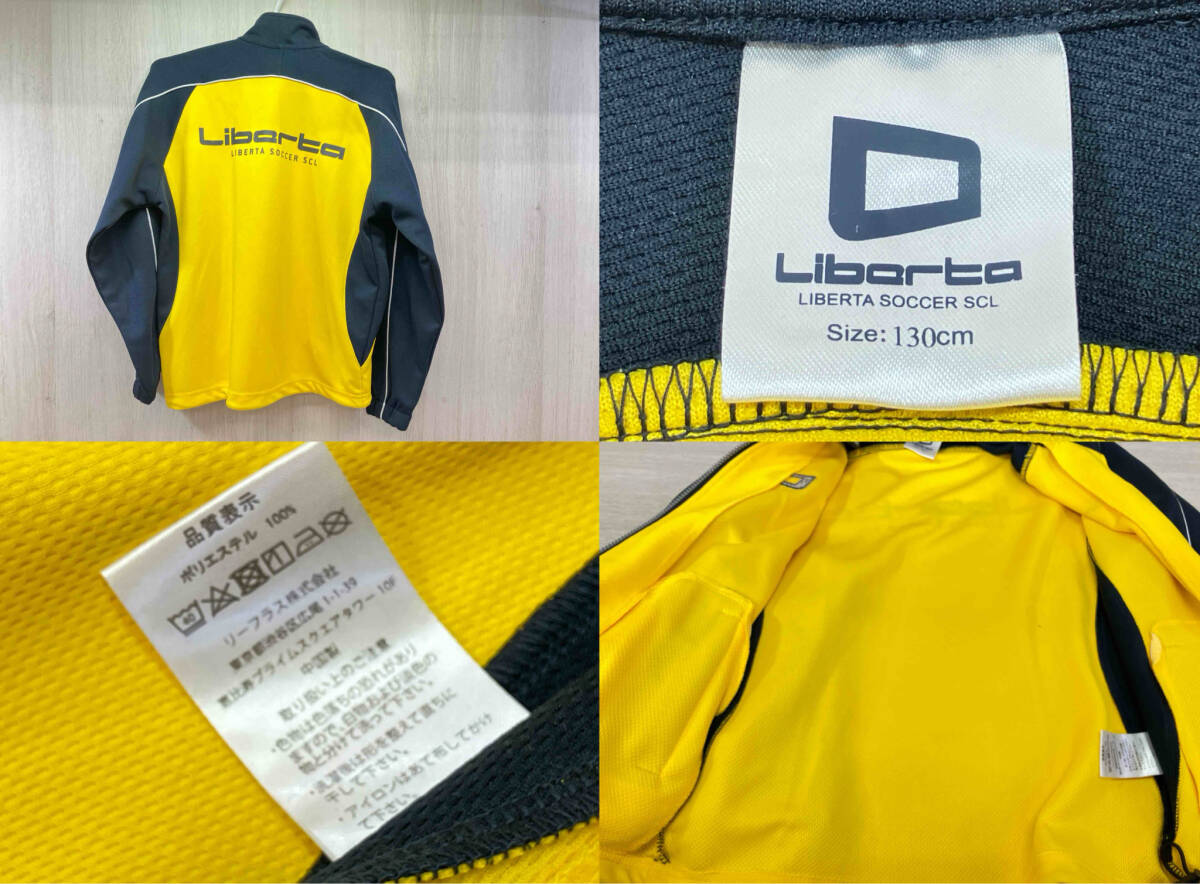 Liberta
LIBERTA SOCCER SCL
Liberta
LIBERTA SOCCER SCL
Size: 130cm
品質表示
ポリエステル 100%
40
リーフラス株式会社
東京都渋谷区広尾 1-1-39
恵比寿プライムスクエアタワー 10F
中国製
取り扱い上のご注意
・色物は色落ちの恐れがあり
ますので、白物および淡色の
物と分けて洗って下さい。
・洗濯後は形を整えて直ちに
干して下さい。
・アイロンはあて布してかけ
て下さい。